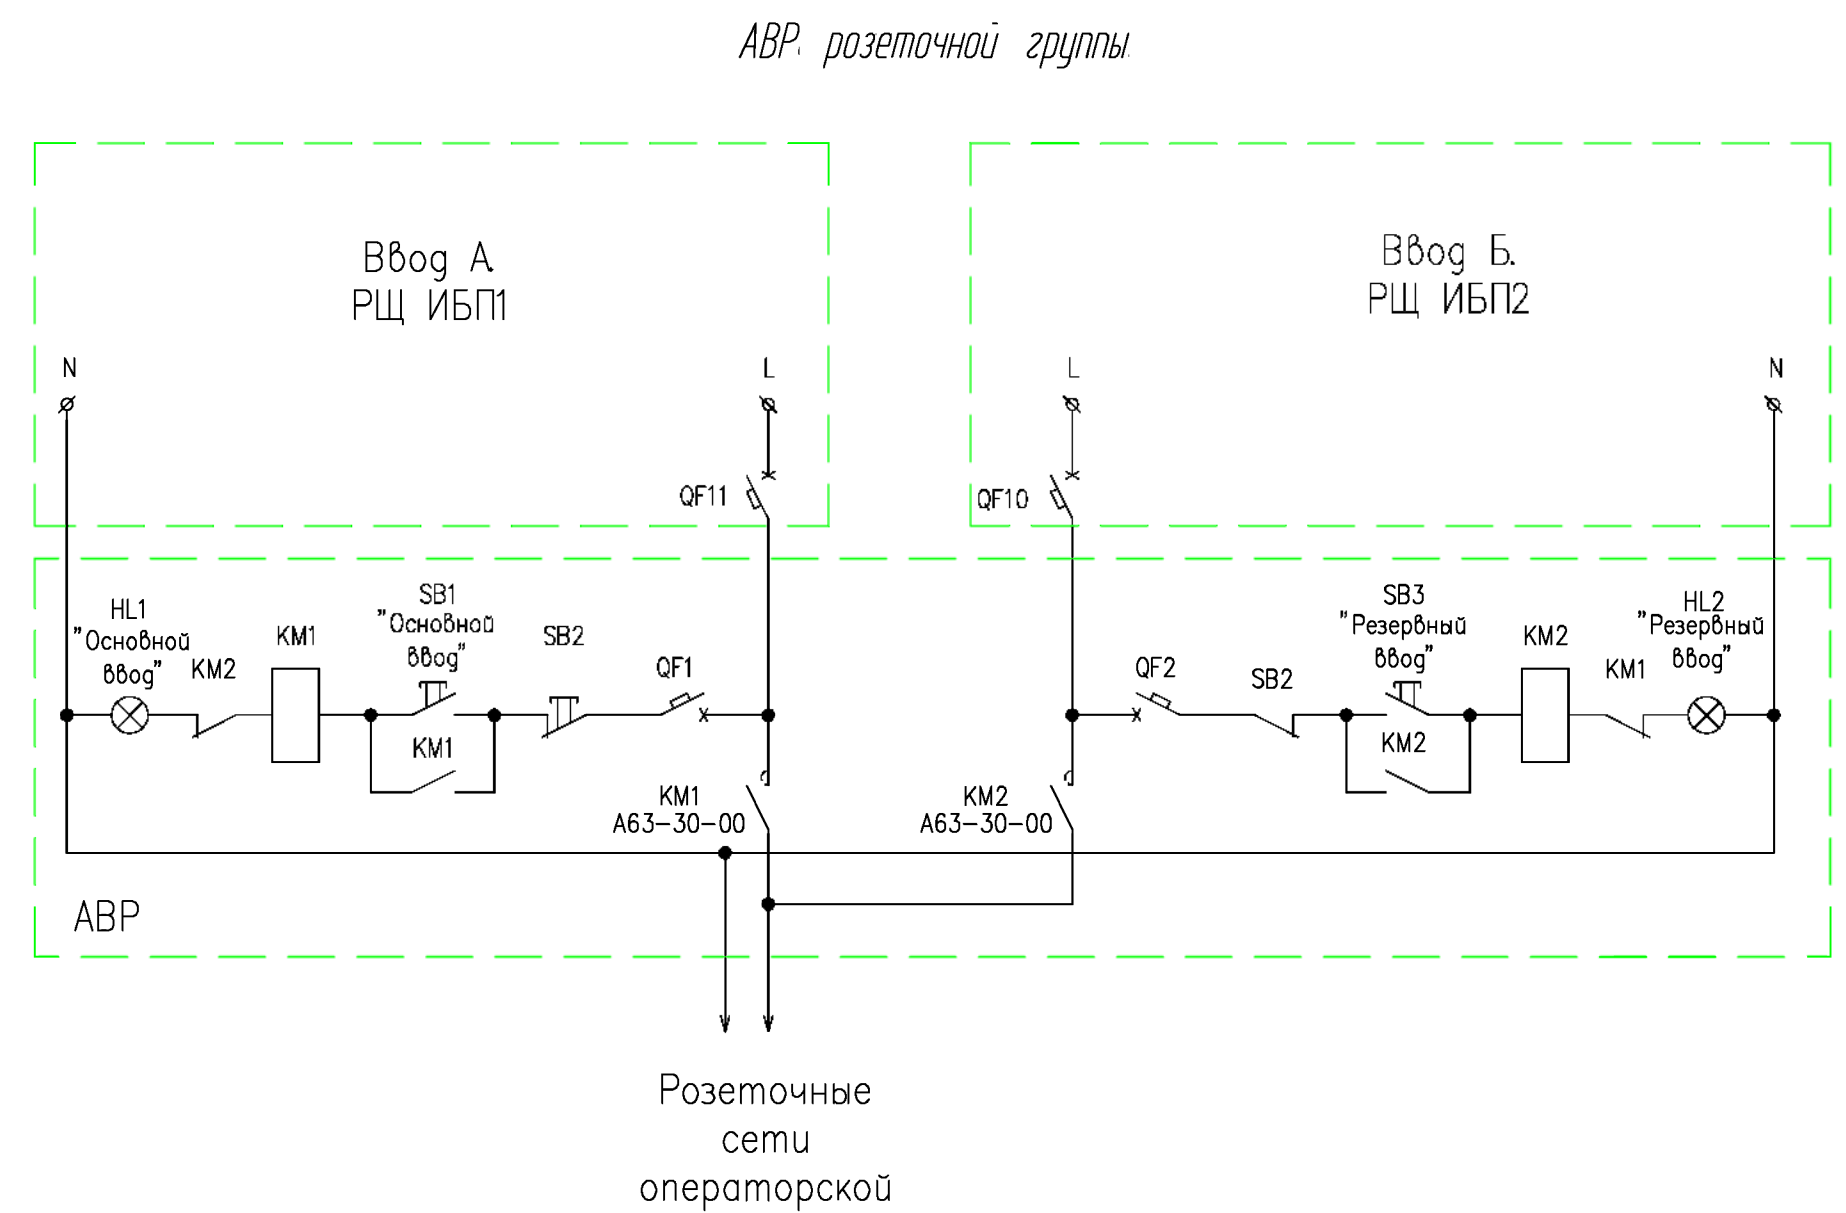 АВР розеточной группы
Ввод А.
РЩ ИБП1
Ввод Б.
РЩ ИБП2
N
L
L
N
QF11
QF10
HL1
"Основной
ввод"
KM2
KM1
SB1
"Основной
ввод"
SB2
QF1
QF2
SB2
SB3
"Резервный
ввод"
KM2
KM1
HL2
"Резервный
ввод"
KM1
KM2
KM1
A63-30-00
KM2
A63-30-00
АВР
Розеточные
сети
операторской